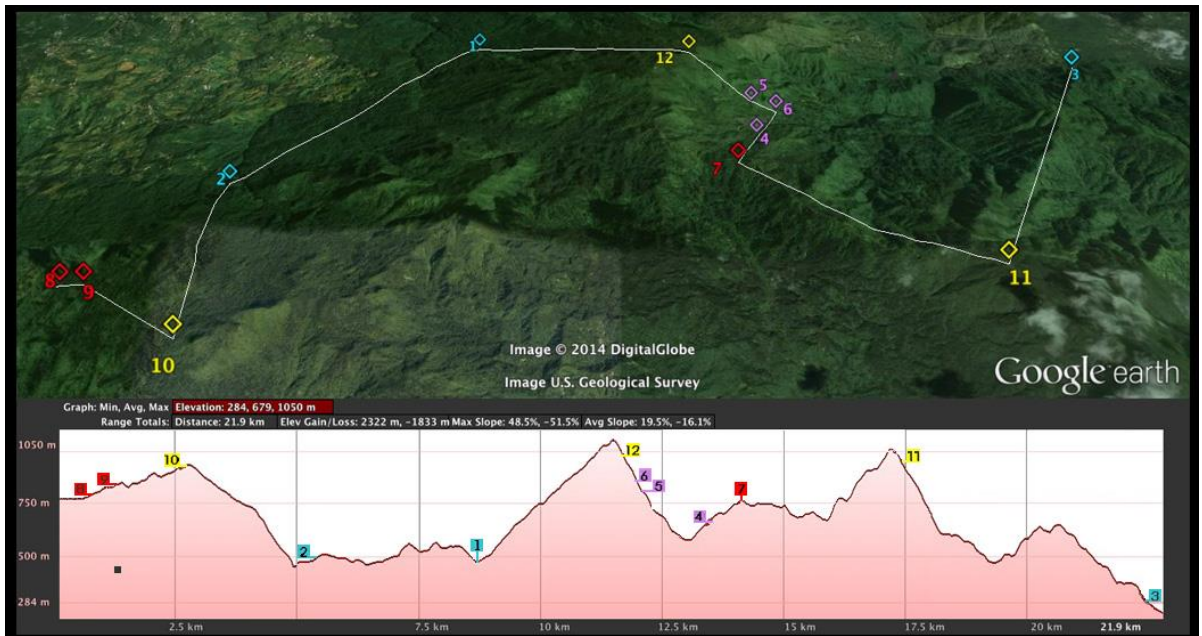 1
12
3
5
6
4
7
2
8
9
10
11
Image © 2014 DigitalGlobe
Image U.S. Geological Survey
Google earth
Graph: Min, Avg, Max Elevation: 284, 679, 1050 m
Range Totals: Distance: 21.9 km Elev Gain/Loss: 2322 m, -1833 m Max Slope: 48.5%, -51.5% Avg Slope: 19.5%, -16.1%
1050 m
750 m
500 m
284 m
8
9
10
2
1
12
6
5
4
7
11
3
2.5 km
7.5 km
10 km
12.5 km
15 km
17.5 km
20 km
21.9 km